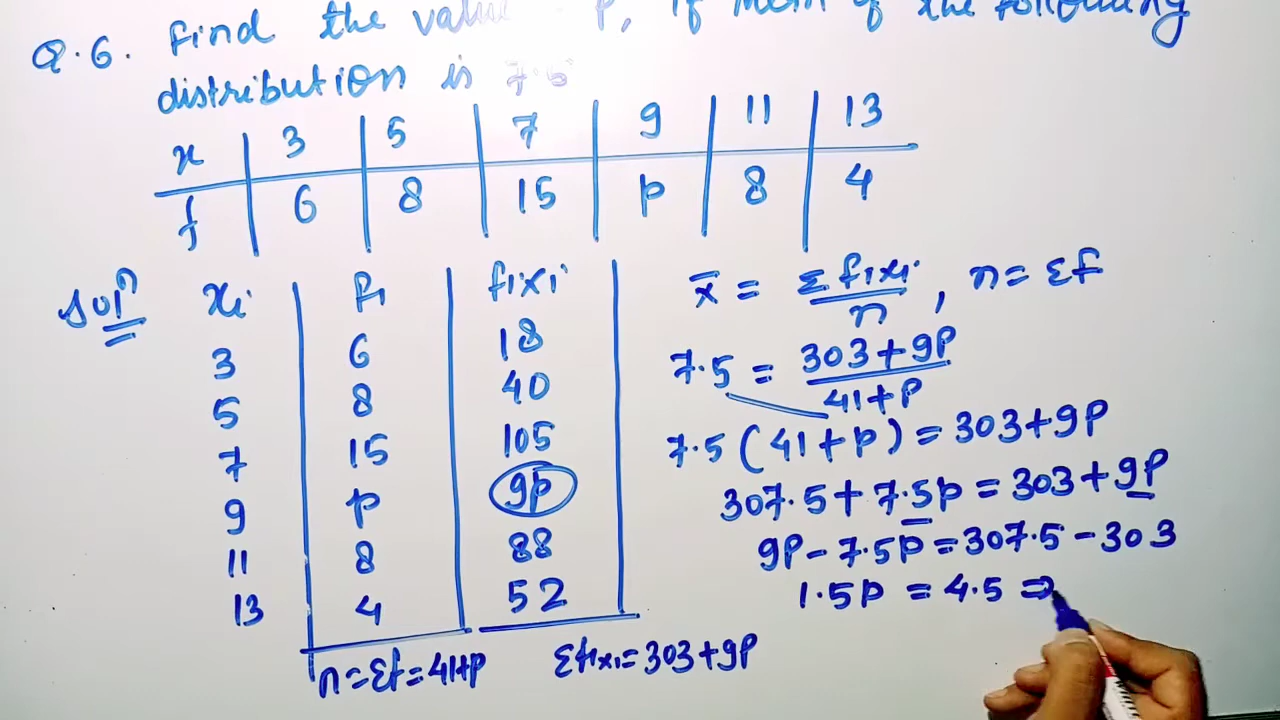 Q.6. Find the value P, if Mean of the following
distribution is 7.5
x 3 5 7 9 11 13
f 6 8 15 p 8 4
Solⁿ xi fi fixi
3 6 18
5 8 40
7 15 105
9 p 9p
11 8 88
13 4 52
n=Σf=41+p Σfixi=303+9p
x̄ = Σfixi/n, n=Σf
7.5 = 303+9p/41+p
7.5(41+p)=303+9p
307.5+7.5p=303+9p
9p-7.5p=307.5-303
1.5p=4.5⇒